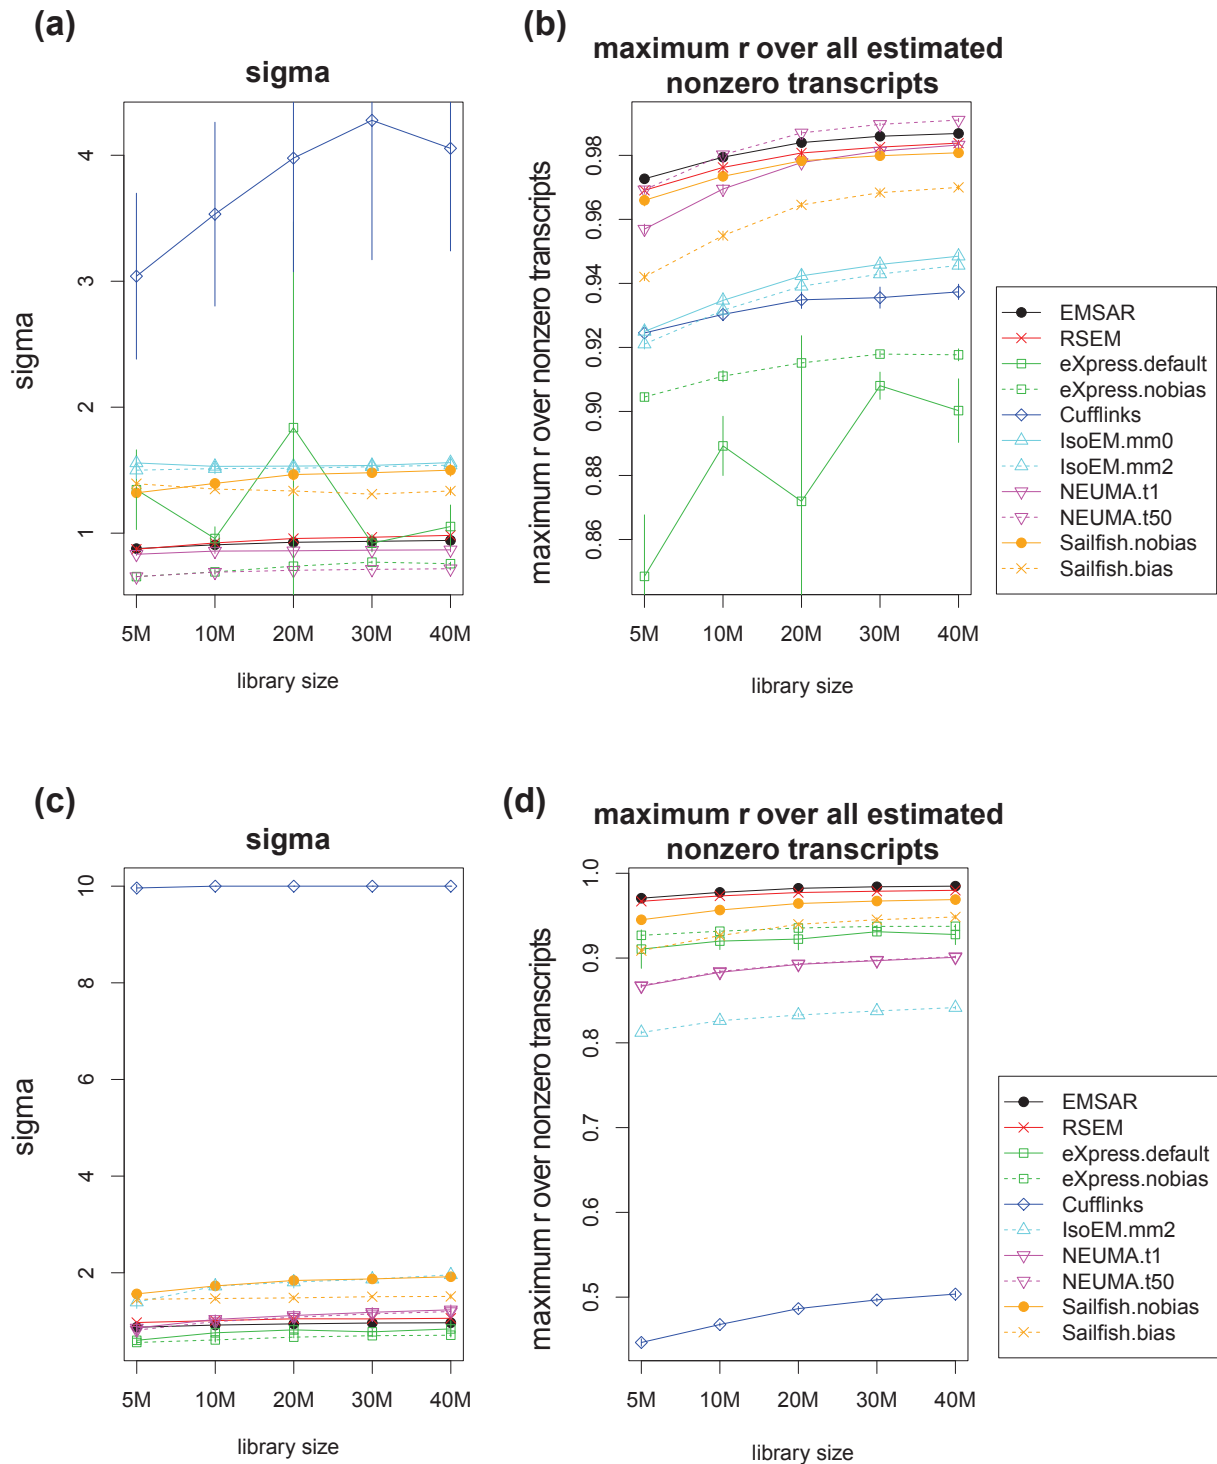 (a)
sigma
sigma
4
3
2
1
5M 10M 20M 30M 40M
library size
(b)
maximum r over all estimated
nonzero transcripts
maximum r over nonzero transcripts
0.98
0.96
0.94
0.92
0.90
0.88
0.86
5M 10M 20M 30M 40M
library size
EMSAR
RSEM
eXpress.default
eXpress.nobias
Cufflinks
IsoEM.mm0
IsoEM.mm2
NEUMA.t1
NEUMA.t50
Sailfish.nobias
Sailfish.bias
(c)
sigma
sigma
10
8
6
4
2
5M 10M 20M 30M 40M
library size
(d)
maximum r over all estimated
nonzero transcripts
maximum r over nonzero transcripts
1.0
0.9
0.8
0.7
0.6
0.5
5M 10M 20M 30M 40M
library size
EMSAR
RSEM
eXpress.default
eXpress.nobias
Cufflinks
IsoEM.mm2
NEUMA.t1
NEUMA.t50
Sailfish.nobias
Sailfish.bias